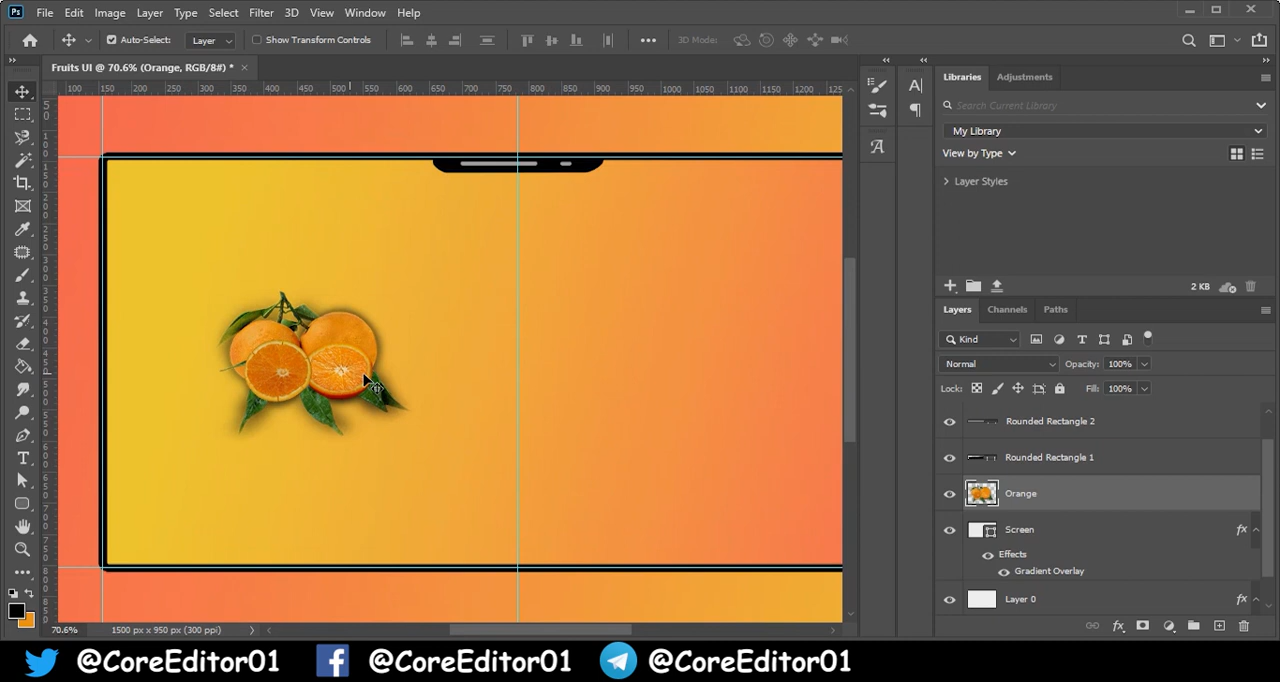 Ps File Edit Image Layer Type Select Filter 3D View Window Help
Auto-Select: Layer Show Transform Controls 3D Mode:
Fruits UI @ 70.6% (Orange, RGB/8#) *
100 150 200 250 300 350 400 450 500 550 600 650 700 750 800 850 900 950 1000 1050 1100 1150 1200 125
Libraries Adjustments
Search Current Library
My Library
View by Type
Layer Styles
2 KB
Layers Channels Paths
Kind
Normal Opacity: 100%
Lock: Fill: 100%
Rounded Rectangle 2
Rounded Rectangle 1
Orange
Screen fx
Effects
Gradient Overlay
Layer 0 fx
70.6% 1500 px x 950 px (300 ppi)
@CoreEditor01 @CoreEditor01 @CoreEditor01